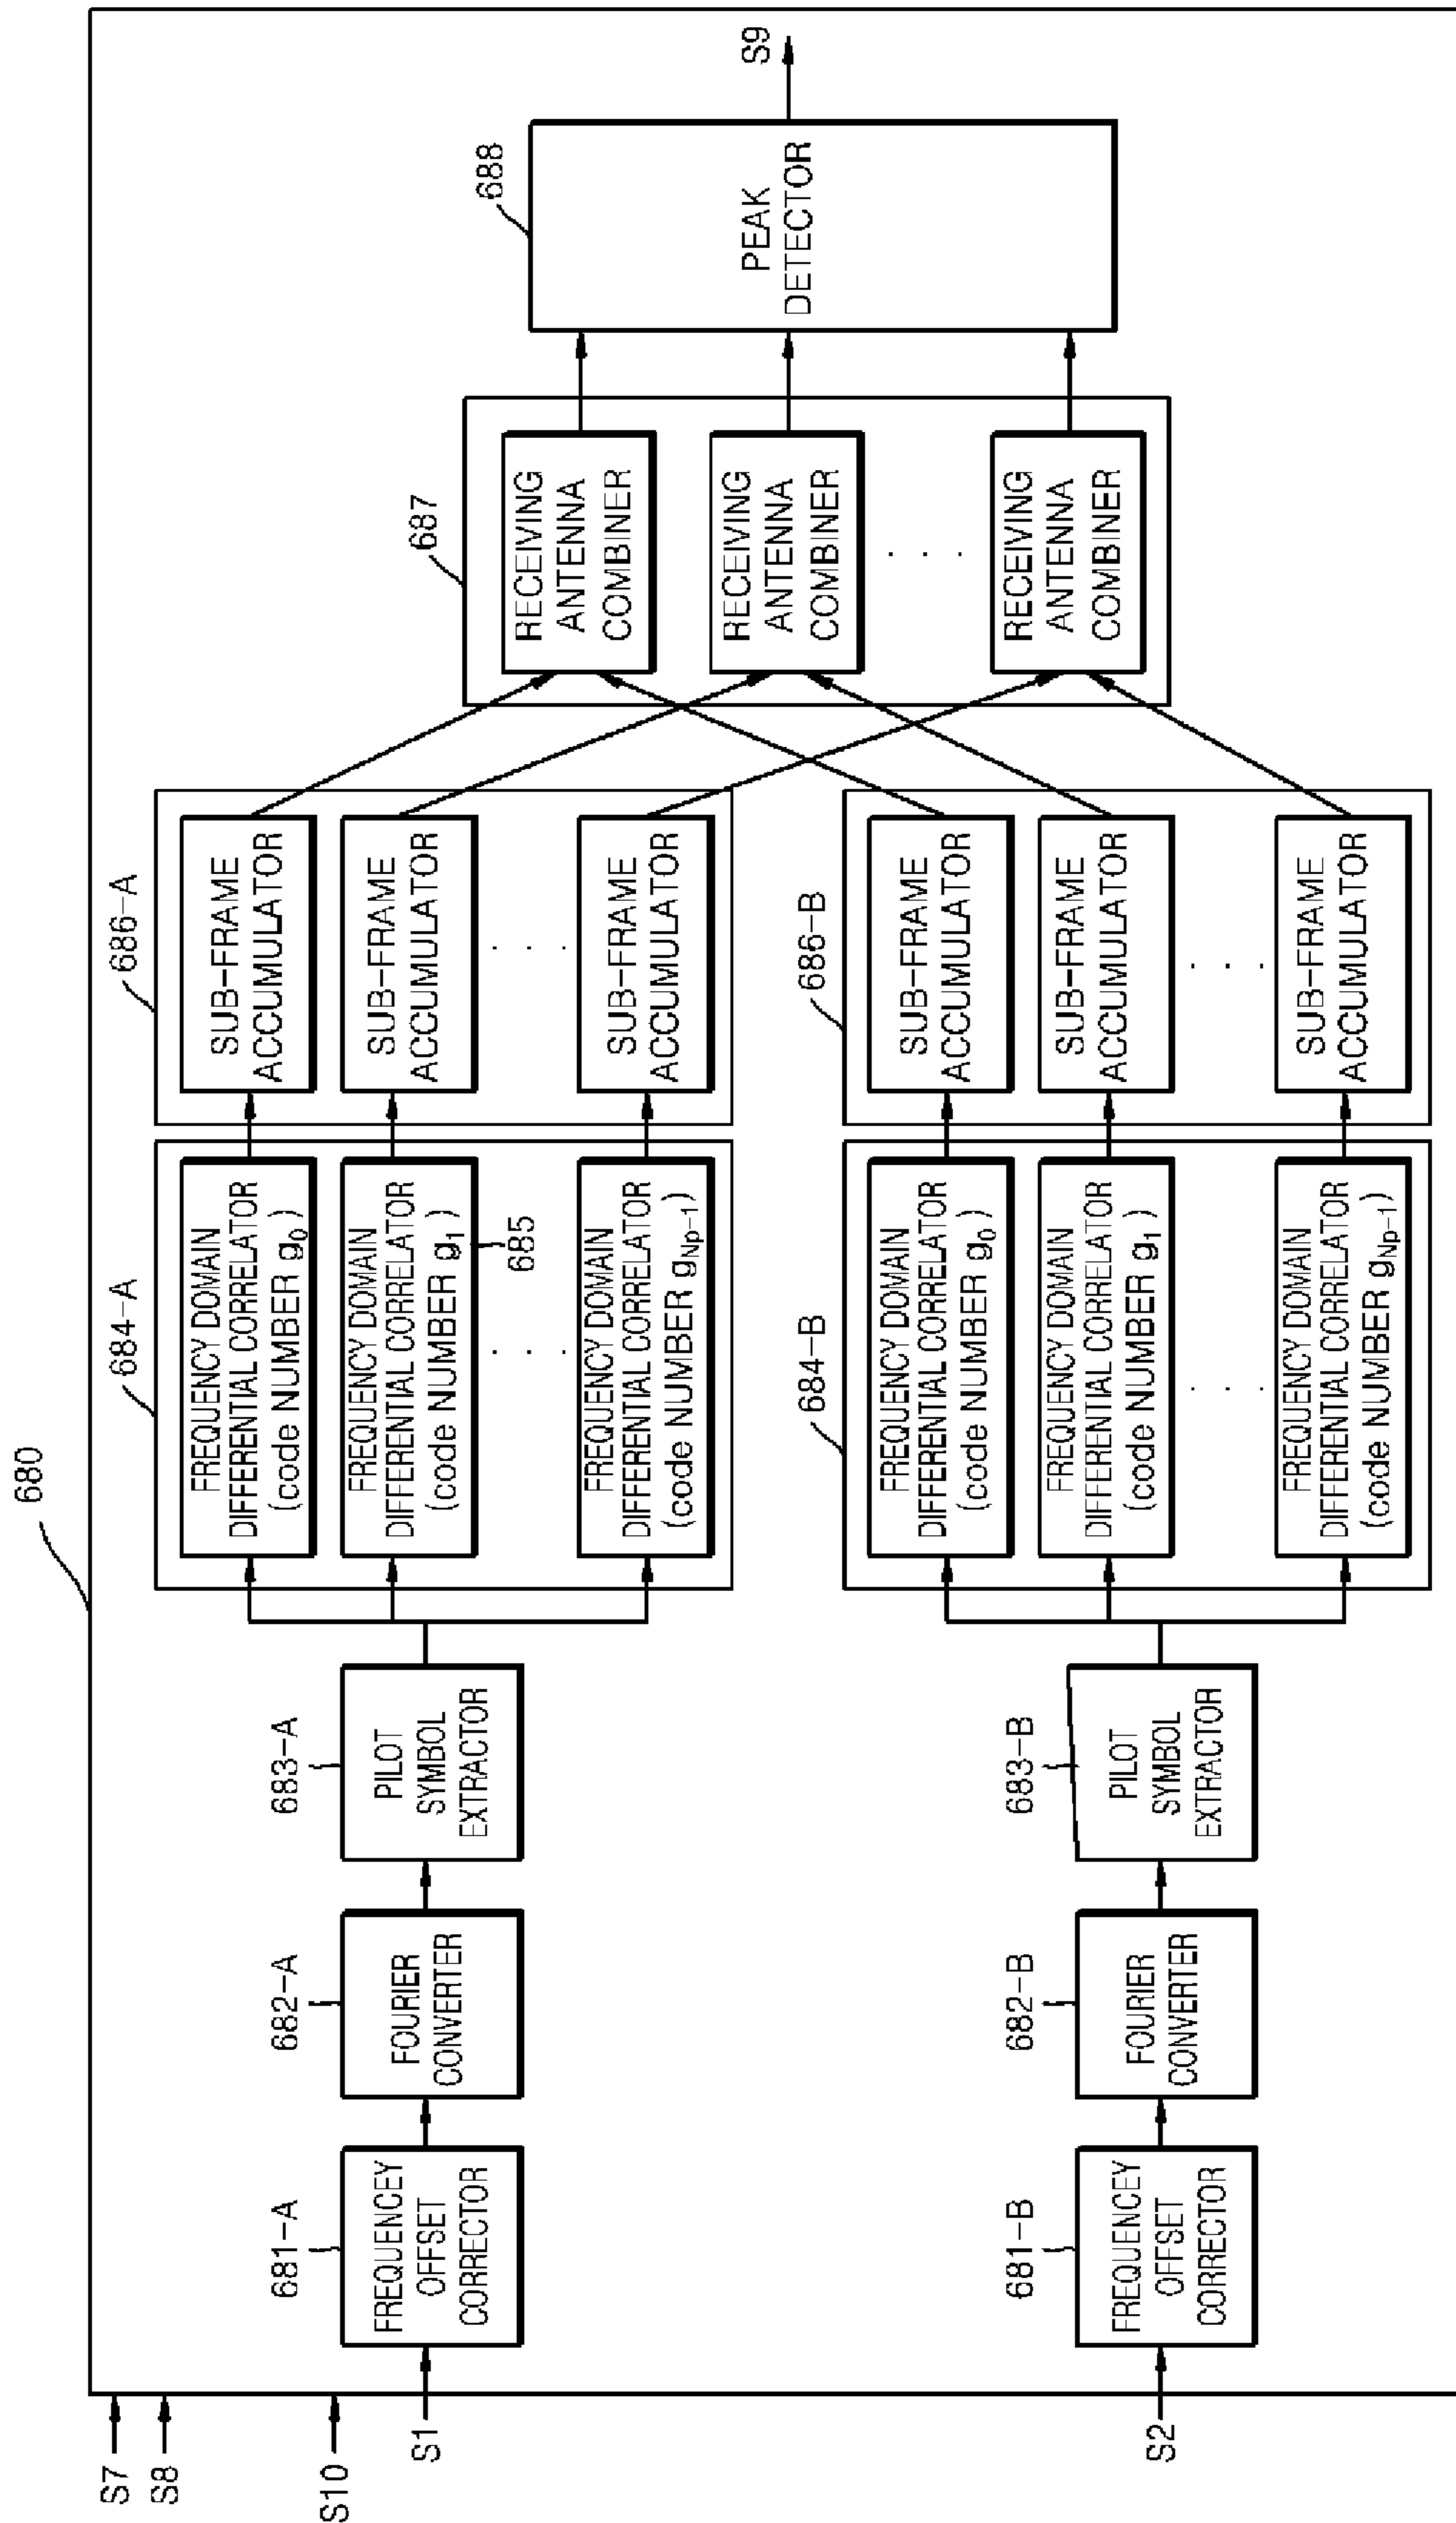 680
S7
S8
S10
S1
681-A
FREQUENCEY
OFFSET
CORRECTOR
682-A
FOURIER
CONVERTER
683-A
PILOT
SYMBOL
EXTRACTOR
684-A
FREQUENCY DOMAIN
DIFFERENTIAL CORRELATOR
(code NUMBER g₀)
FREQUENCY DOMAIN
DIFFERENTIAL CORRELATOR
(code NUMBER g₁)
685
. . .
FREQUENCY DOMAIN
DIFFERENTIAL CORRELATOR
(code NUMBER gNp-1)
686-A
SUB-FRAME
ACCUMULATOR
SUB-FRAME
ACCUMULATOR
. . .
SUB-FRAME
ACCUMULATOR
S2
681-B
FREQUENCEY
OFFSET
CORRECTOR
682-B
FOURIER
CONVERTER
683-B
PILOT
SYMBOL
EXTRACTOR
684-B
FREQUENCY DOMAIN
DIFFERENTIAL CORRELATOR
(code NUMBER g₀)
FREQUENCY DOMAIN
DIFFERENTIAL CORRELATOR
(code NUMBER g₁)
. . .
FREQUENCY DOMAIN
DIFFERENTIAL CORRELATOR
(code NUMBER gNp-1)
686-B
SUB-FRAME
ACCUMULATOR
SUB-FRAME
ACCUMULATOR
. . .
SUB-FRAME
ACCUMULATOR
687
RECEIVING
ANTENNA
COMBINER
RECEIVING
ANTENNA
COMBINER
. . .
RECEIVING
ANTENNA
COMBINER
688
PEAK
DETECTOR
S9